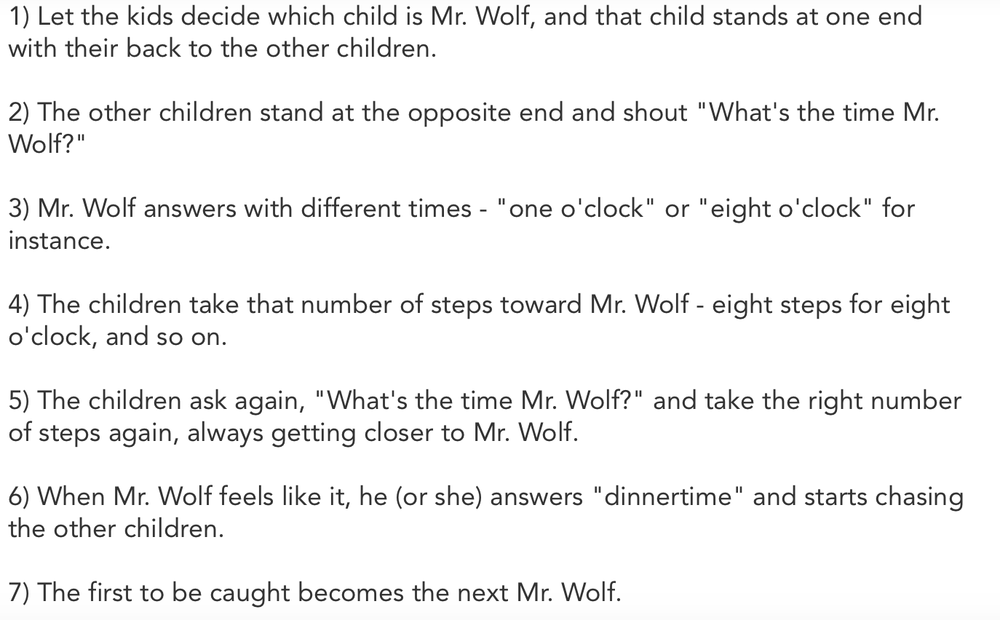 1) Let the kids decide which child is Mr. Wolf, and that child stands at one end
with their back to the other children.
2) The other children stand at the opposite end and shout "What's the time Mr.
Wolf?"
3) Mr. Wolf answers with different times - "one o'clock" or "eight o'clock" for
instance.
4) The children take that number of steps toward Mr. Wolf - eight steps for eight
o'clock, and so on.
5) The children ask again, "What's the time Mr. Wolf?" and take the right number
of steps again, always getting closer to Mr. Wolf.
6) When Mr. Wolf feels like it, he (or she) answers "dinnertime" and starts chasing
the other children.
7) The first to be caught becomes the next Mr. Wolf.